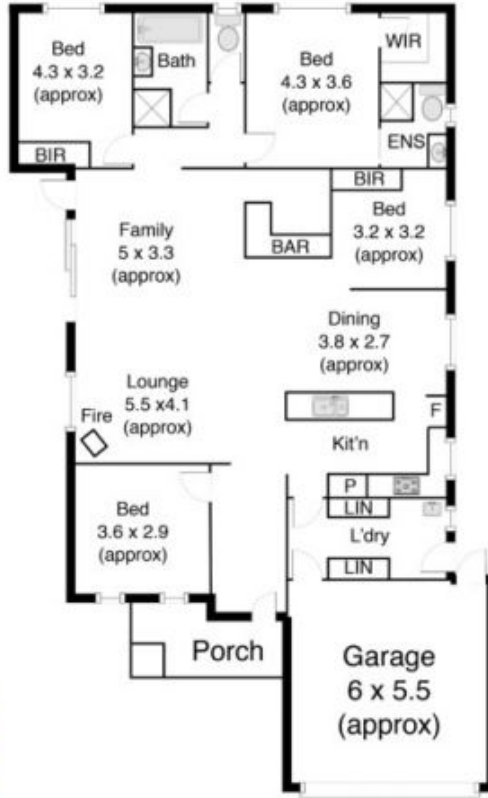 Bed
4.3 x 3.2
(approx)
BIR
Bath
Bed
4.3 x 3.6
(approx)
WIR
ENS
BIR
Bed
3.2 x 3.2
(approx)
Family
5 x 3.3
(approx)
BAR
Dining
3.8 x 2.7
(approx)
Lounge
5.5 x4.1
(approx)
Fire
F
Kit'n
P
LIN
L'dry
LIN
Bed
3.6 x 2.9
(approx)
Porch
Garage
6 x 5.5
(approx)